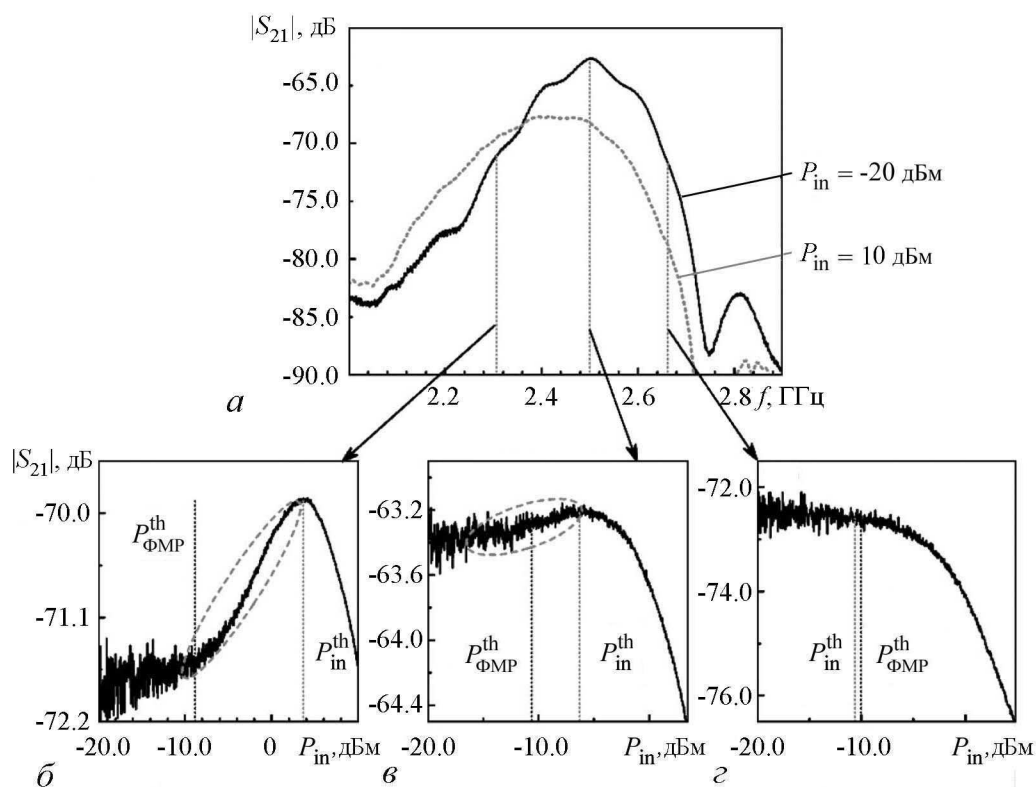 |S21|, дБ
-65.0
-70.0
-75.0
-80.0
-85.0
-90.0
Pin = -20 дБм
Pin = 10 дБм
2.2 2.4 2.6 2.8 f, ГГц
а
|S21|, дБ
-70.0
-71.1
-72.2
PthФМР
Pthin
-20.0 -10.0 0 Pin, дБм
б
-63.2
-63.6
-64.0
-64.4
PthФМР
Pthin
-20.0 -10.0 Pin, дБм
в
-72.0
-74.0
-76.0
Pthin
PthФМР
-20.0 -10.0 Pin, дБм
г